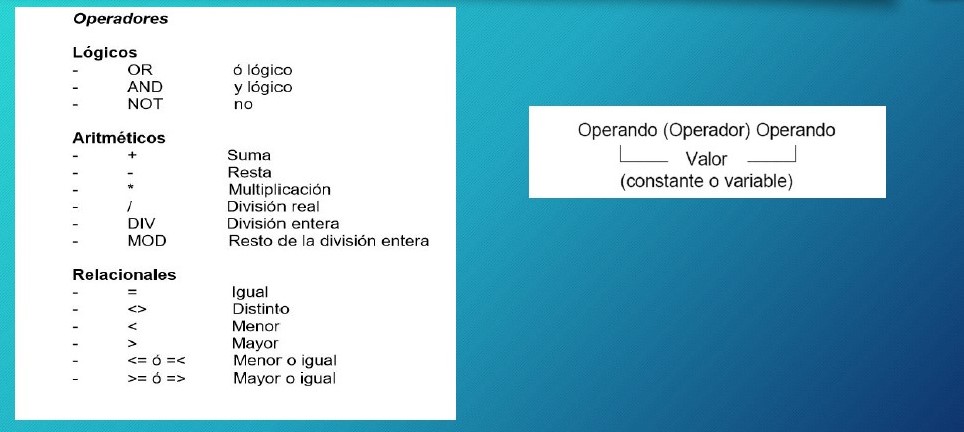 Operadores
Lógicos
- OR ó lógico
- AND y lógico
- NOT no
Aritméticos
- + Suma
- - Resta
- * Multiplicación
- / División real
- DIV División entera
- MOD Resto de la división entera
Relacionales
- = Igual
- <> Distinto
- < Menor
- > Mayor
- <= ó =< Menor o igual
- >= ó => Mayor o igual
Operando (Operador) Operando
Valor
(constante o variable)